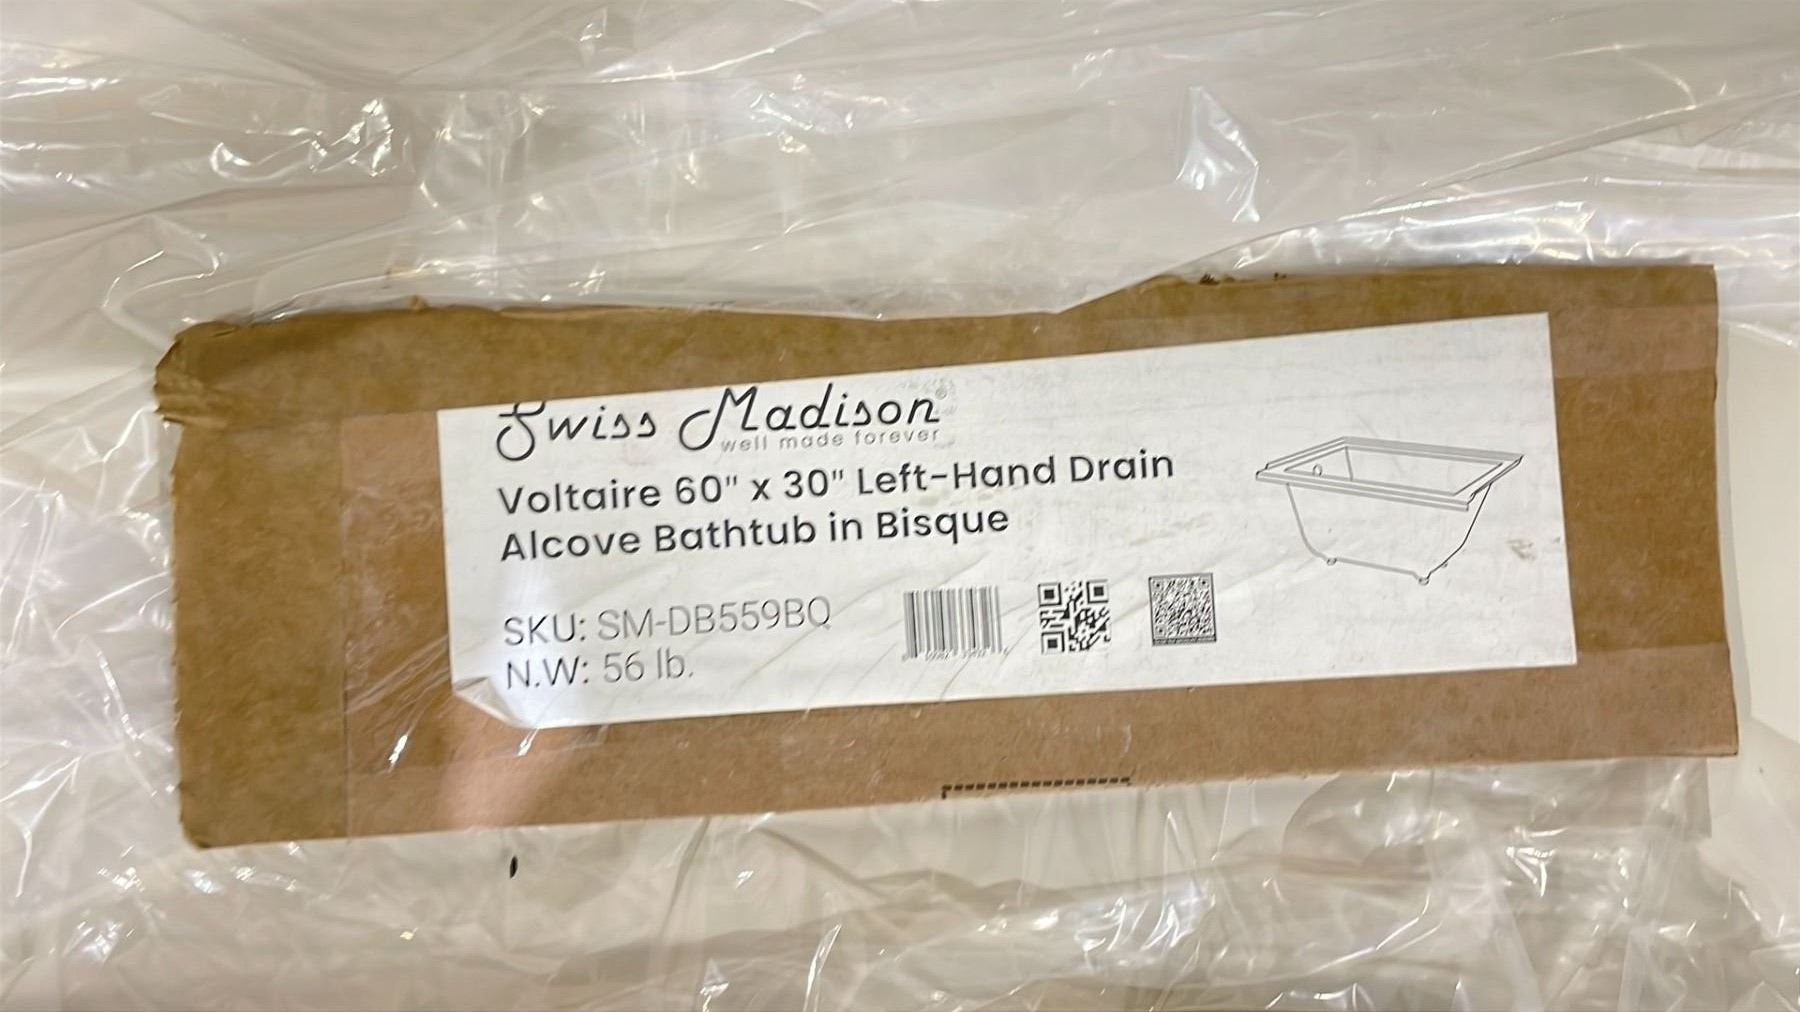 Swiss Madison®
well made forever
Voltaire 60" x 30" Left-Hand Drain
Alcove Bathtub in Bisque
SKU: SM-DB559BQ
N.W: 56 lb.